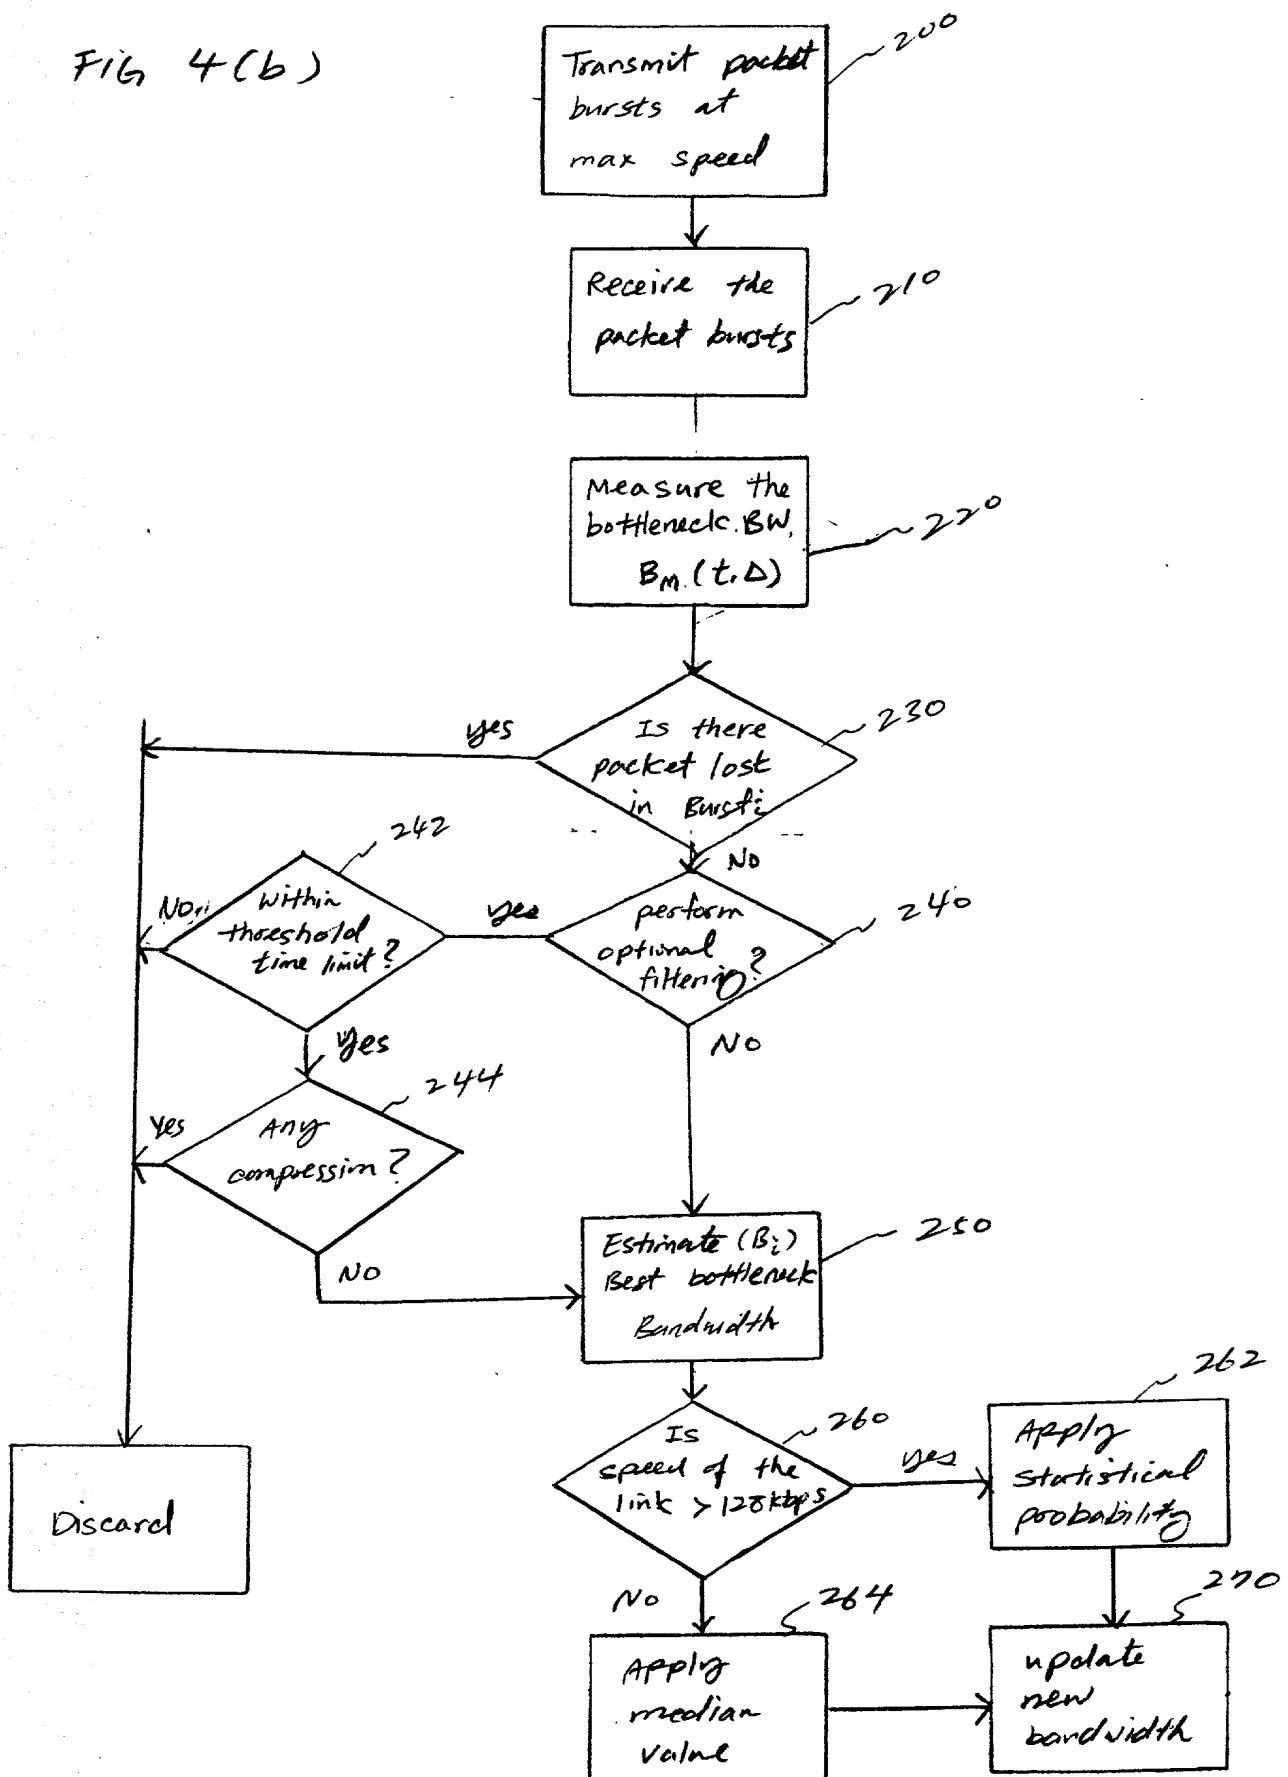 FIG 4(b)
Transmit packet
bursts at
max speed
200
Receive the
packet bursts
210
Measure the
bottleneck BW,
BM (t,Δ)
220
Is there
packet lost
in Bursti
230
yes
No
perform
optional
filtering?
240
yes
No
within
threshold
time limit?
242
No
yes
Any
compression?
244
Yes
NO
Estimate (Bi)
Best bottleneck
Bandwidth
250
Is
speed of the
link > 128kbps
260
yes
No
Apply
statistical
probability
262
Apply
median
value
264
update
new
bandwidth
270
Discard